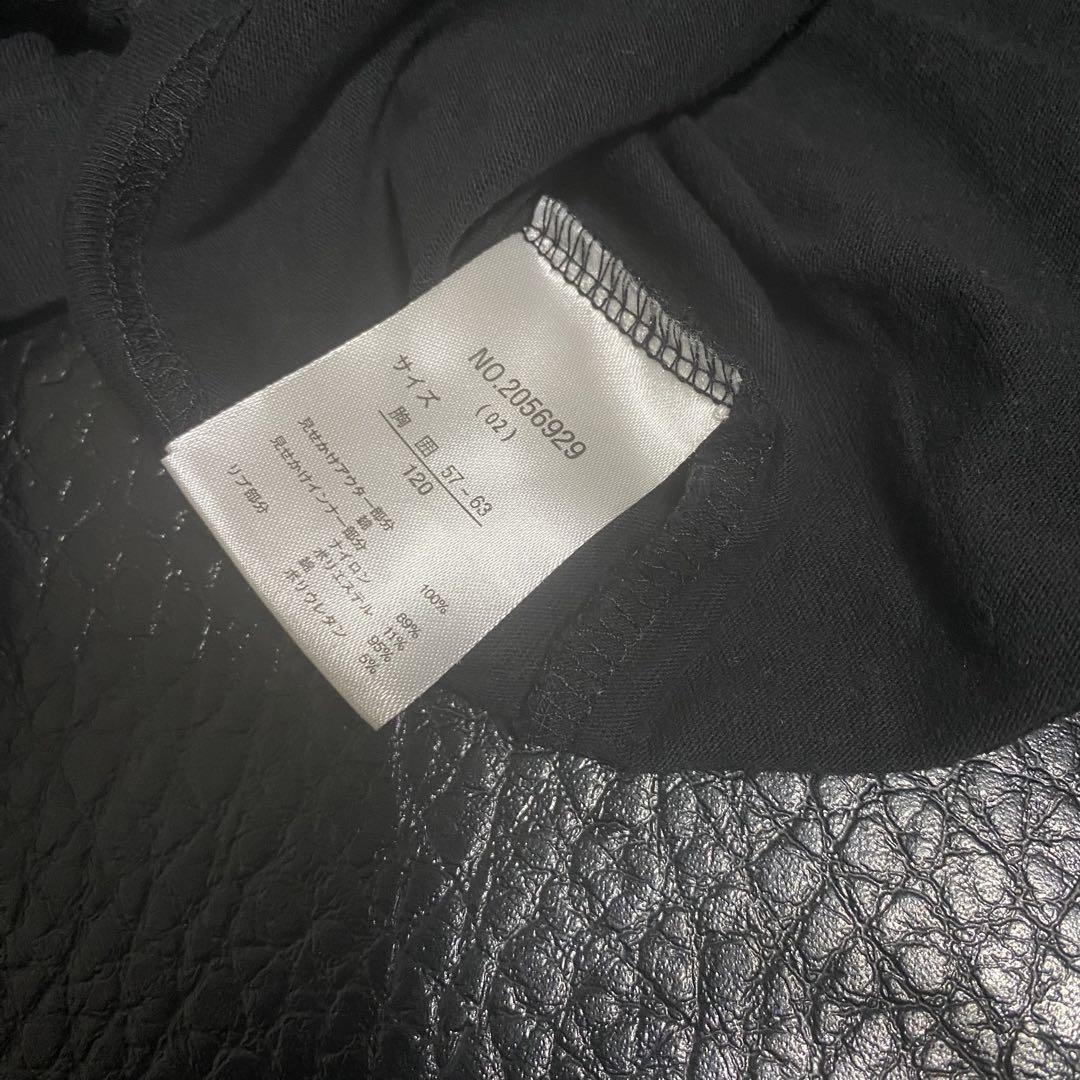 NO.2056929
(02)
サイズ
胸囲 57-63
120
見せかけアウター部分
綿 100%
見せかけインナー部分
ナイロン 89%
ポリエステル 11%
リブ部分
綿 95%
ポリウレタン 5%